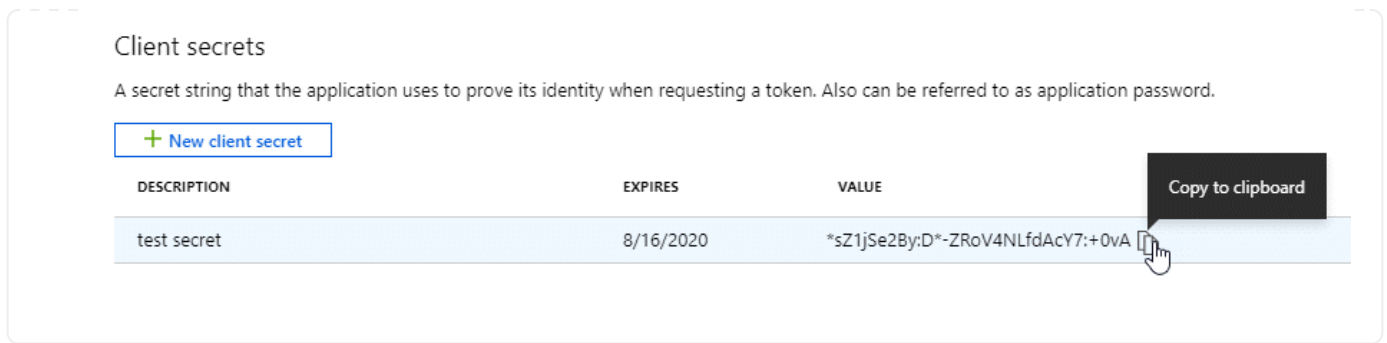 Client secrets
A secret string that the application uses to prove its identity when requesting a token. Also can be referred to as application password.
+ New client secret
DESCRIPTION EXPIRES VALUE
Copy to clipboard
test secret 8/16/2020 *sZ1jSe2By:D*-ZRoV4NLfdAcY7:+0vA